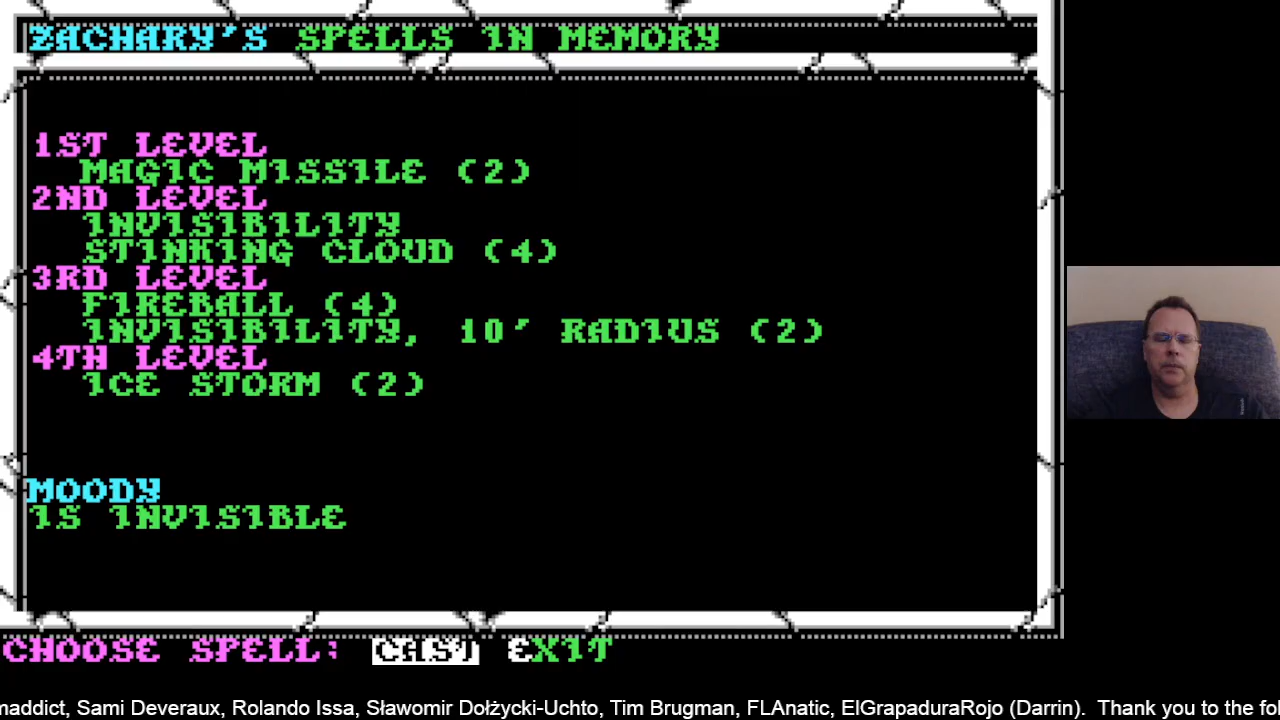 ZACHARY'S SPELLS IN MEMORY
1ST LEVEL
MAGIC MISSILE (2)
2ND LEVEL
INVISIBILITY
STINKING CLOUD (4)
3RD LEVEL
FIREBALL (4)
INVISIBILITY, 10' RADIUS (2)
4TH LEVEL
ICE STORM (2)
MOODY
IS INVISIBLE
CHOOSE SPELL: CAST EXIT
maddict, Sami Deveraux, Rolando Issa, Sławomir Dołżycki-Uchto, Tim Brugman, FLAnatic, ElGrapaduraRojo (Darrin). Thank you to the fo